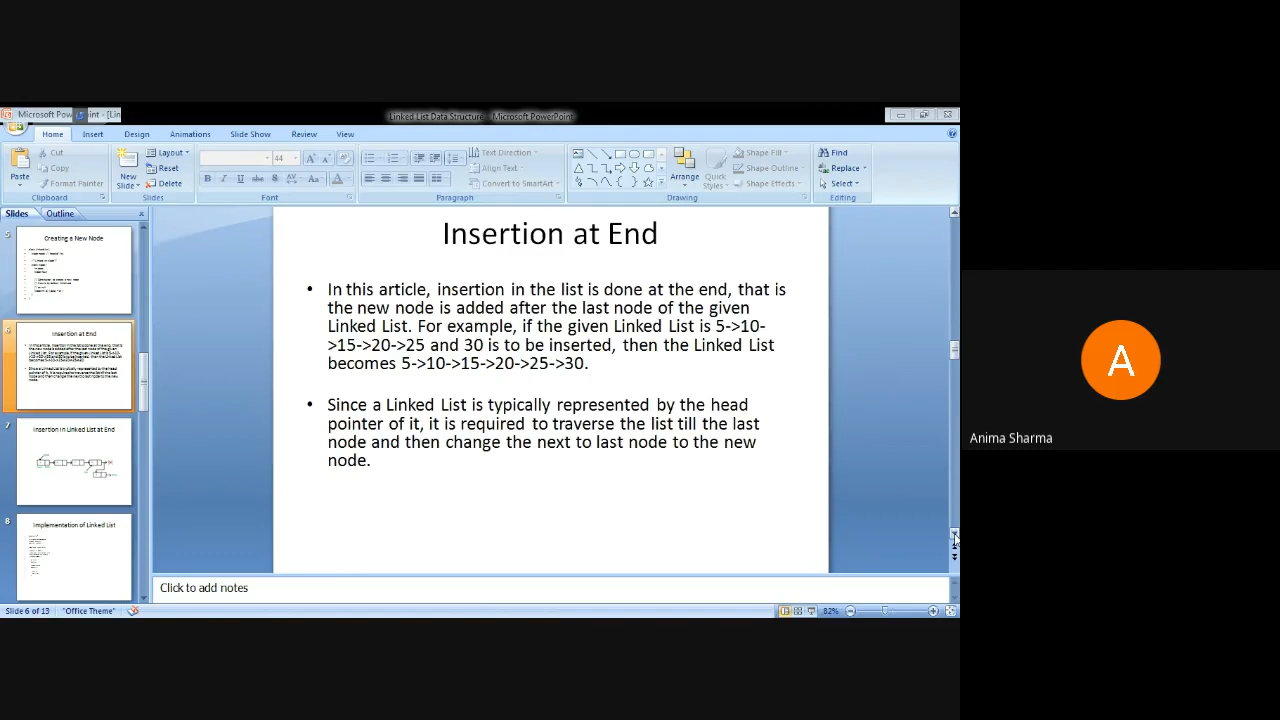 Microsoft Pow int - [Lin
Linked List Data Structure - Microsoft PowerPoint
Home Insert Design Animations Slide Show Review View
Paste
Cut
Copy
Format Painter
Clipboard
New Slide
Layout
Reset
Delete
Slides
44
B I U abc S AV Aa A
Font
Text Direction
Align Text
Convert to SmartArt
Paragraph
Arrange
Quick Styles
Shape Fill
Shape Outline
Shape Effects
Drawing
Find
Replace
Select
Editing
Slides Outline
5
Creating a New Node
6
Insertion at End
7
Insertion in Linked List at End
8
Implementation of Linked List
Insertion at End
• In this article, insertion in the list is done at the end, that is
the new node is added after the last node of the given
Linked List. For example, if the given Linked List is 5->10-
>15->20->25 and 30 is to be inserted, then the Linked List
becomes 5->10->15->20->25->30.
• Since a Linked List is typically represented by the head
pointer of it, it is required to traverse the list till the last
node and then change the next to last node to the new
node.
Click to add notes
Slide 6 of 13 "Office Theme" 82%
A
Anima Sharma